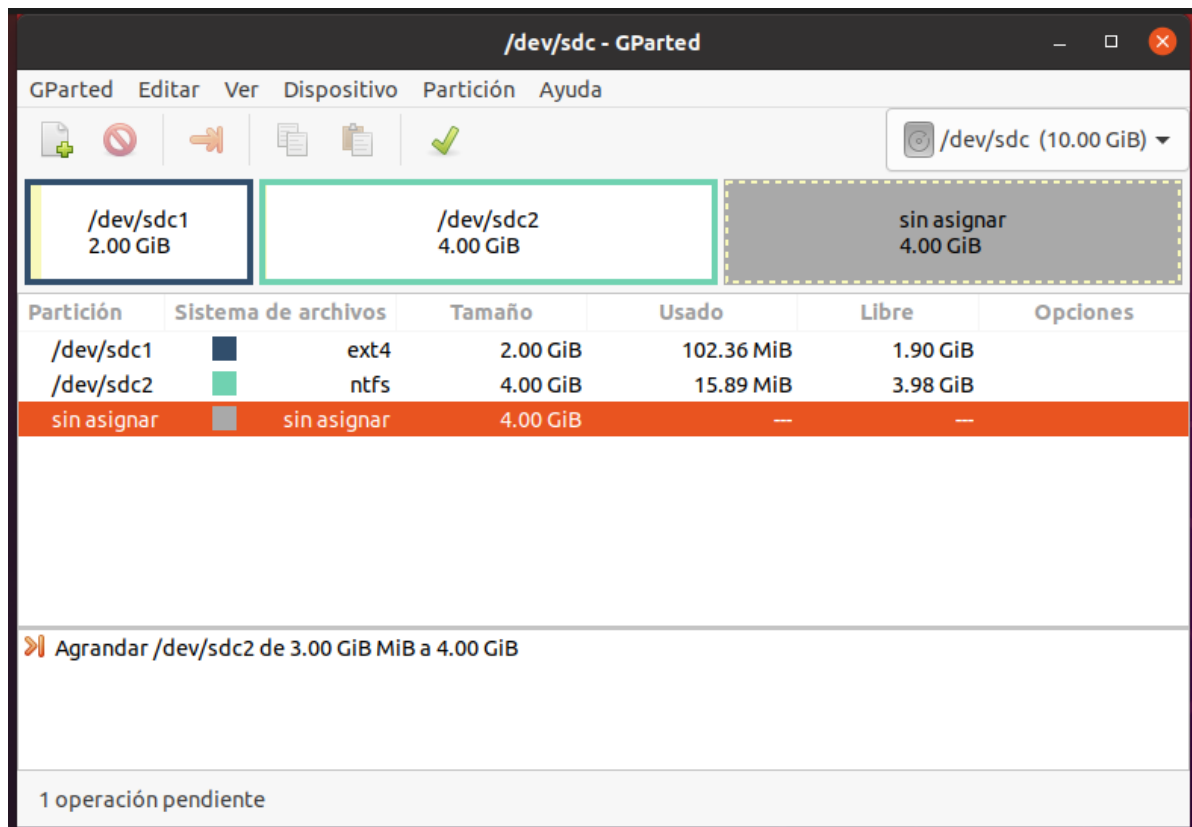 /dev/sdc - GParted
GParted Editar Ver Dispositivo Partición Ayuda
/dev/sdc (10.00 GiB)
/dev/sdc1
2.00 GiB
/dev/sdc2
4.00 GiB
sin asignar
4.00 GiB
Partición Sistema de archivos Tamaño Usado Libre Opciones
/dev/sdc1 ext4 2.00 GiB 102.36 MiB 1.90 GiB
/dev/sdc2 ntfs 4.00 GiB 15.89 MiB 3.98 GiB
sin asignar sin asignar 4.00 GiB --- ---
Agrandar /dev/sdc2 de 3.00 GiB MiB a 4.00 GiB
1 operación pendiente